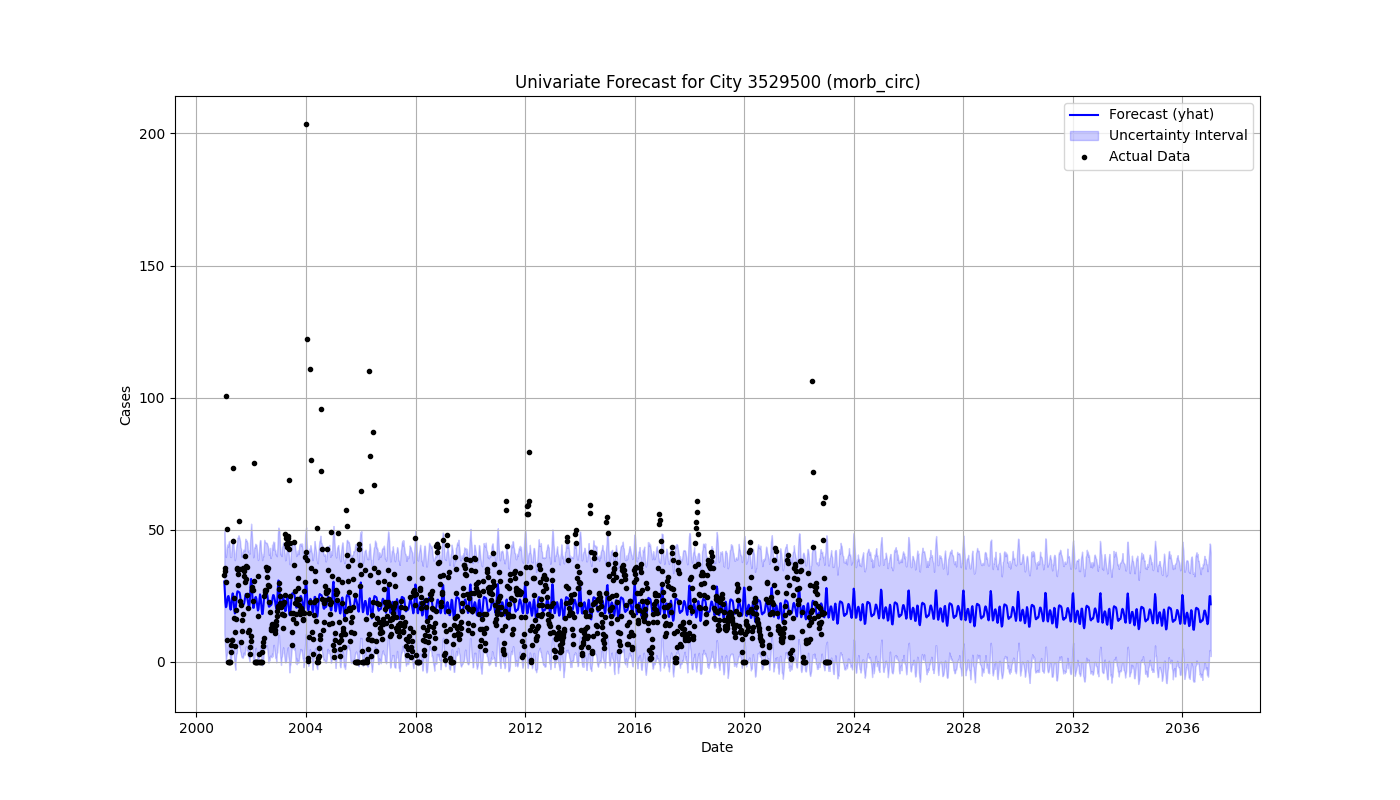 Univariate Forecast for City 3529500 (morb_circ)
Forecast (yhat)
Uncertainty Interval
Actual Data
200
150
100
50
0
Cases
2000 2004 2008 2012 2016 2020 2024 2028 2032 2036
Date